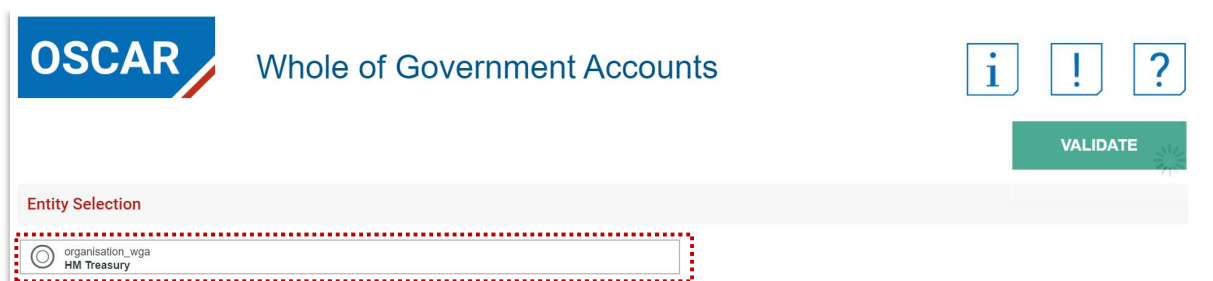 OSCAR
Whole of Government Accounts
i ! ?
VALIDATE
Entity Selection
organisation_wga
HM Treasury